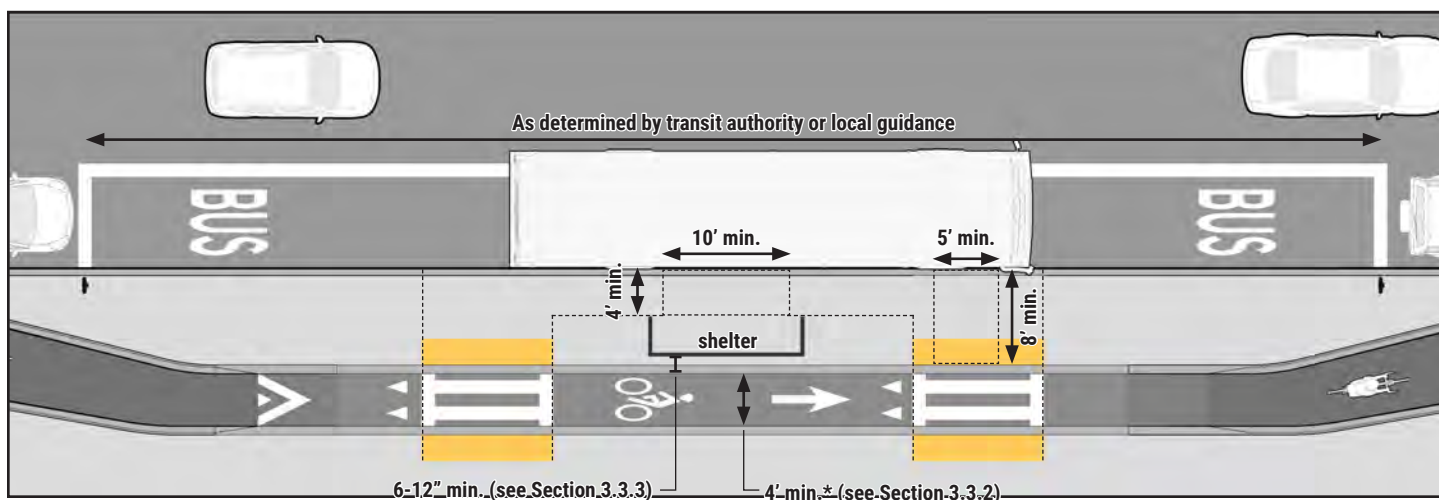 As determined by transit authority or local guidance
BUS
BUS
10’ min.
5’ min.
4’ min.
8’ min.
shelter
6-12” min. (see Section 3.3.3)
4’ min.* (see Section 3.3.2)